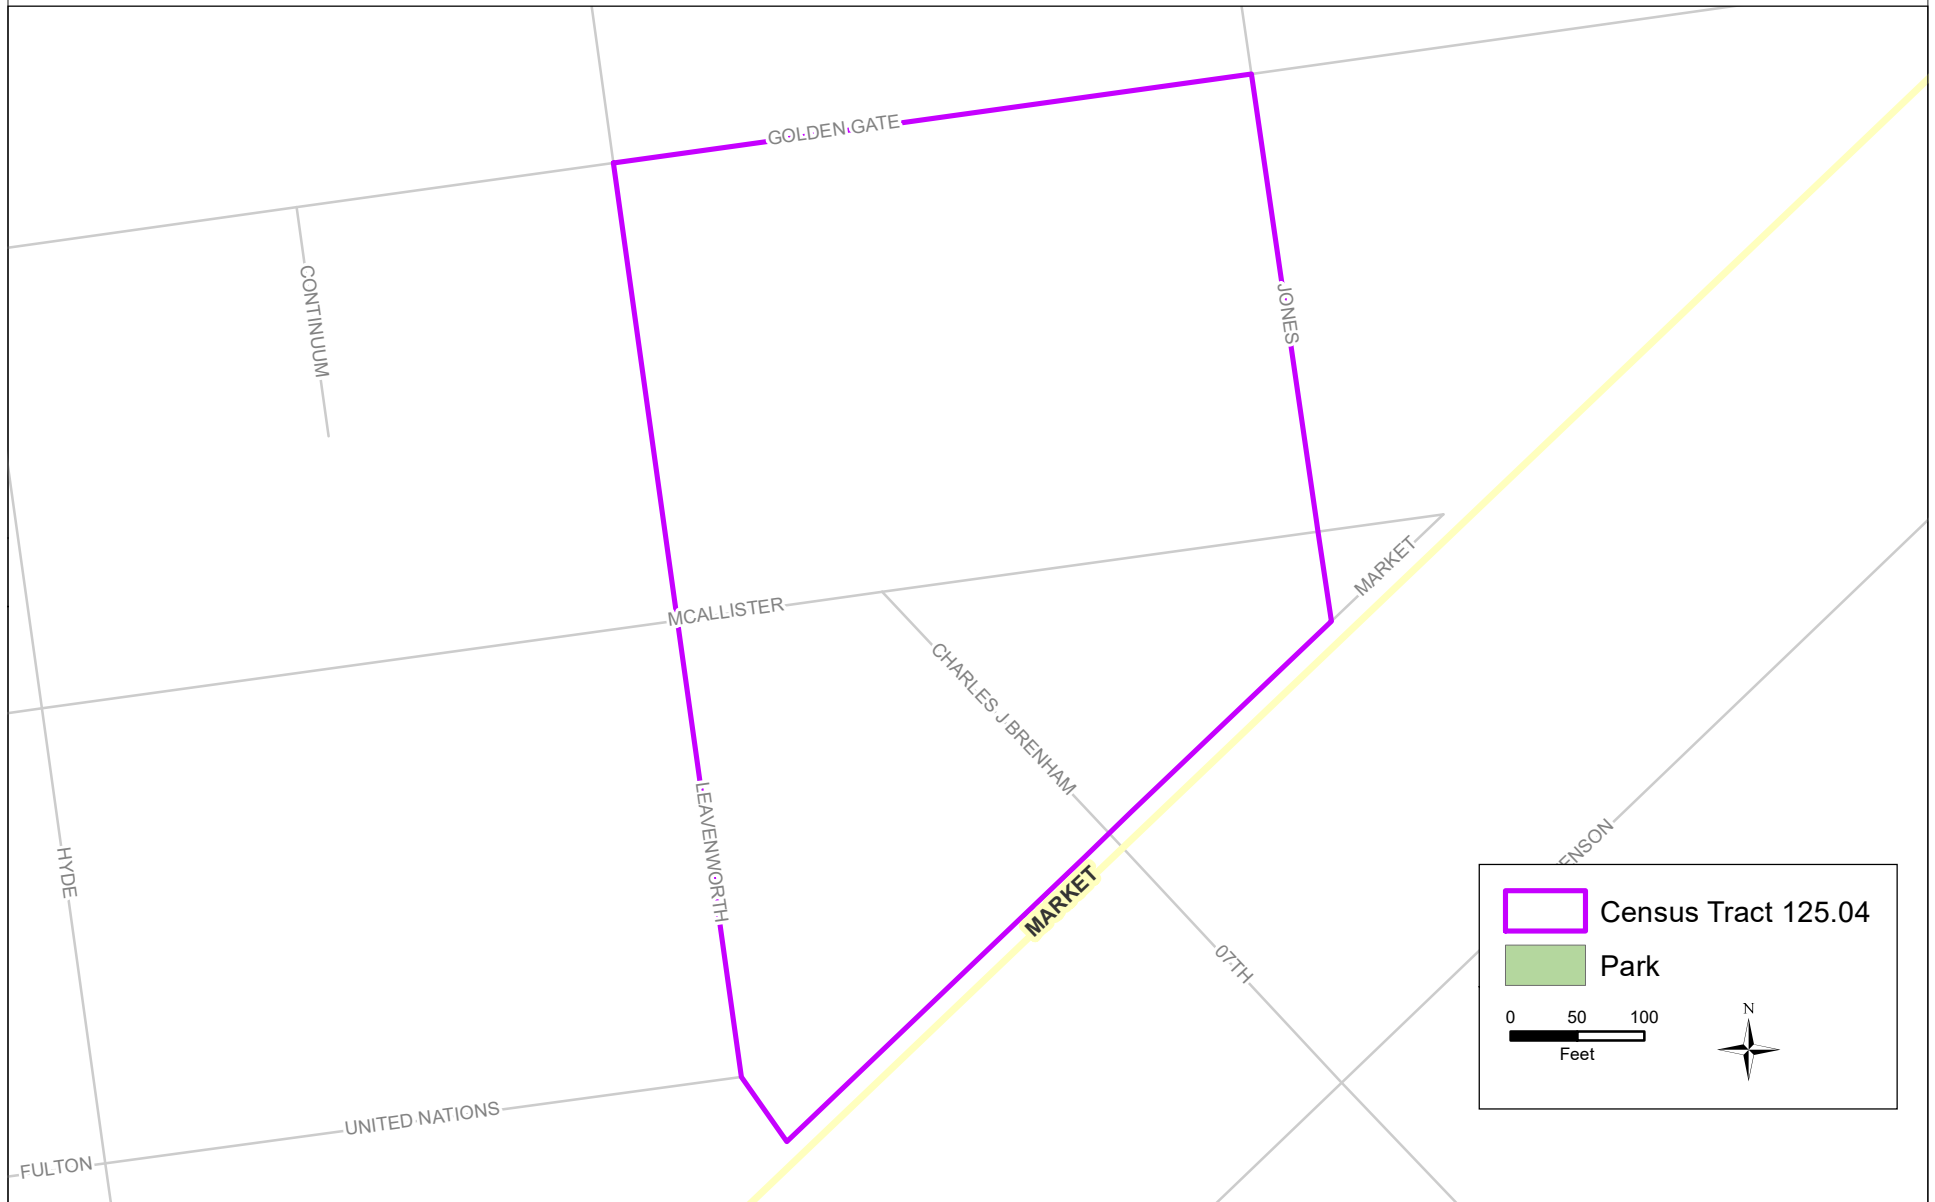 GOLDEN GATE
CONTINUUM
JONES
MARKET
MCALLISTER
CHARLES J BRENHAM
LEAVENWORTH
HYDE
MARKET
ENSON
07TH
UNITED NATIONS
FULTON
Census Tract 125.04
Park
0 50 100
Feet
N